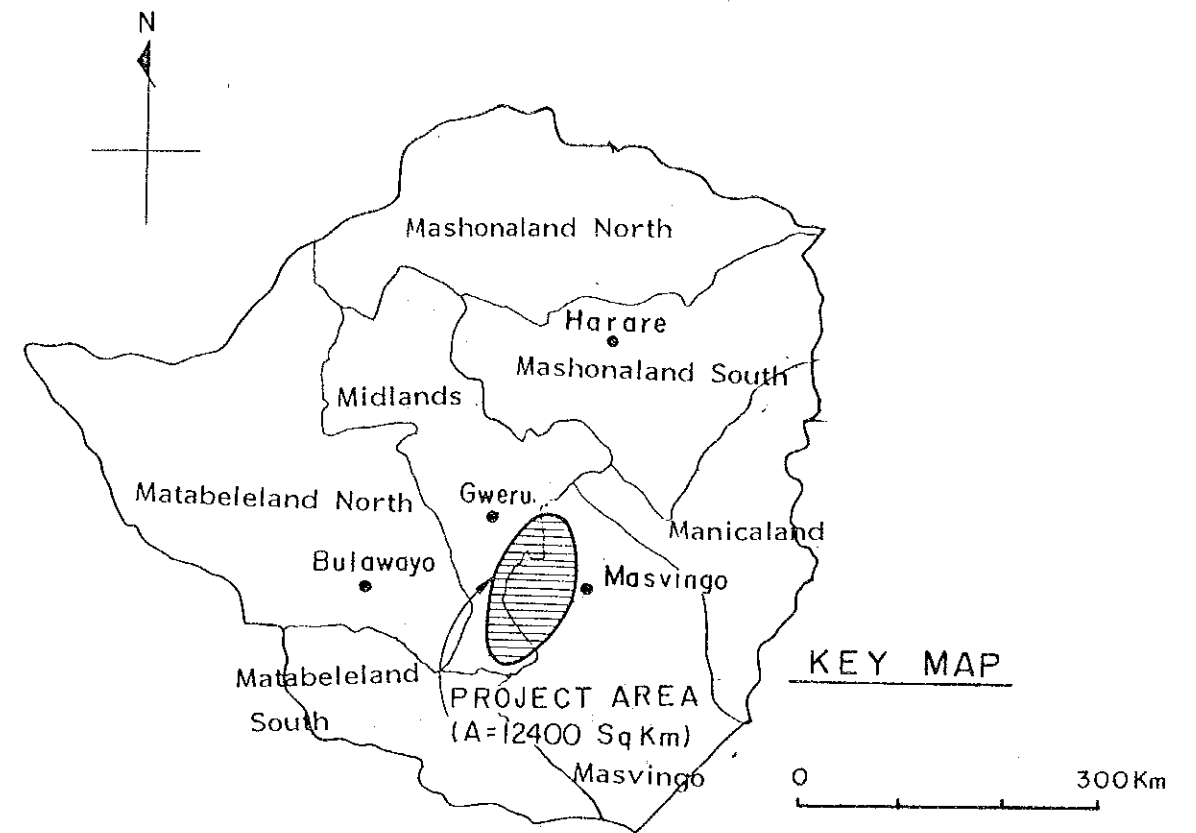 N
Mashonaland North
Harare
Mashonaland South
Midlands
Matabeleland North
Gweru
Manicaland
Bulawayo
Masvingo
Matabeleland
South
PROJECT AREA
(A=12400 Sq Km)
Masvingo
KEY MAP
0 300Km